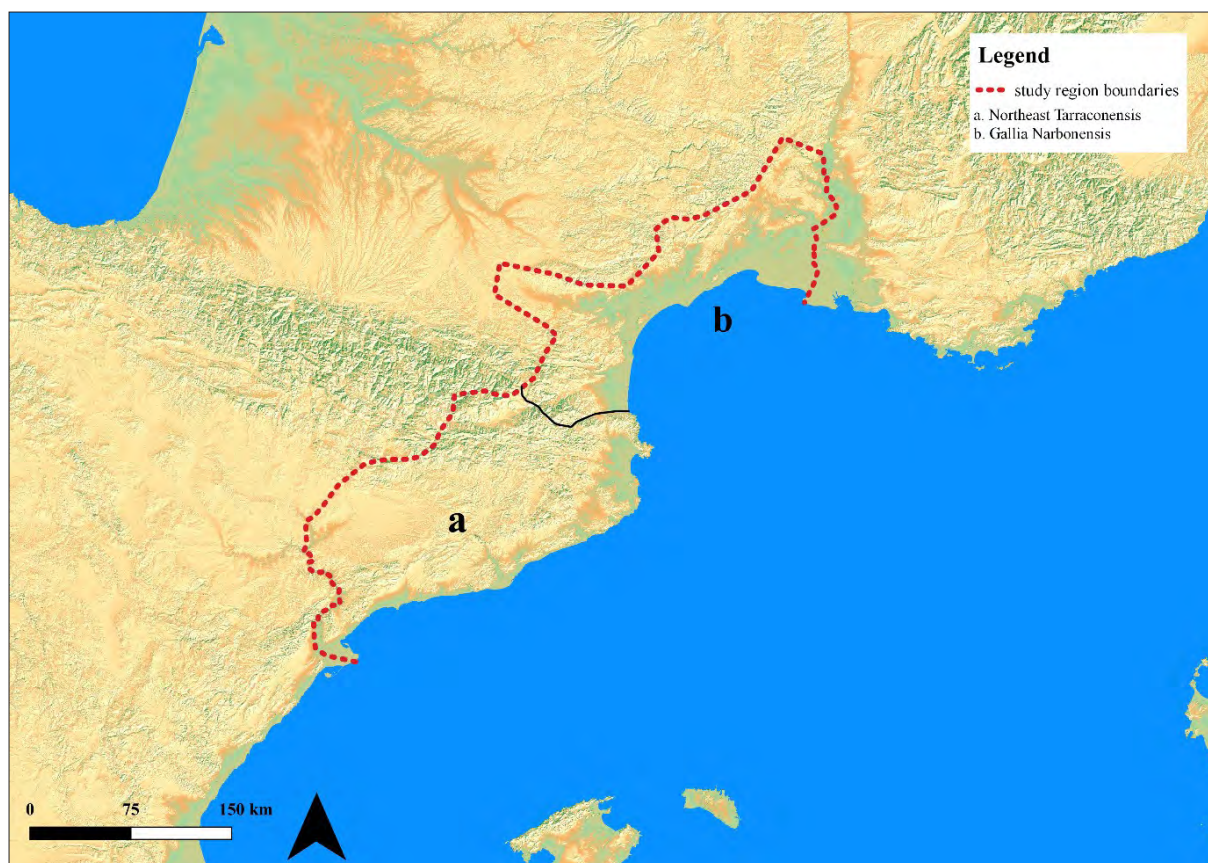 Legend
study region boundaries
a. Northeast Tarraconensis
b. Gallia Narbonensis
b
a
0 75 150 km